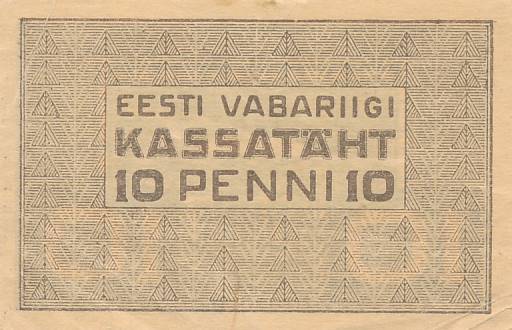 EESTI VABARIIGI
KASSATÄHT
10 PENNI 10